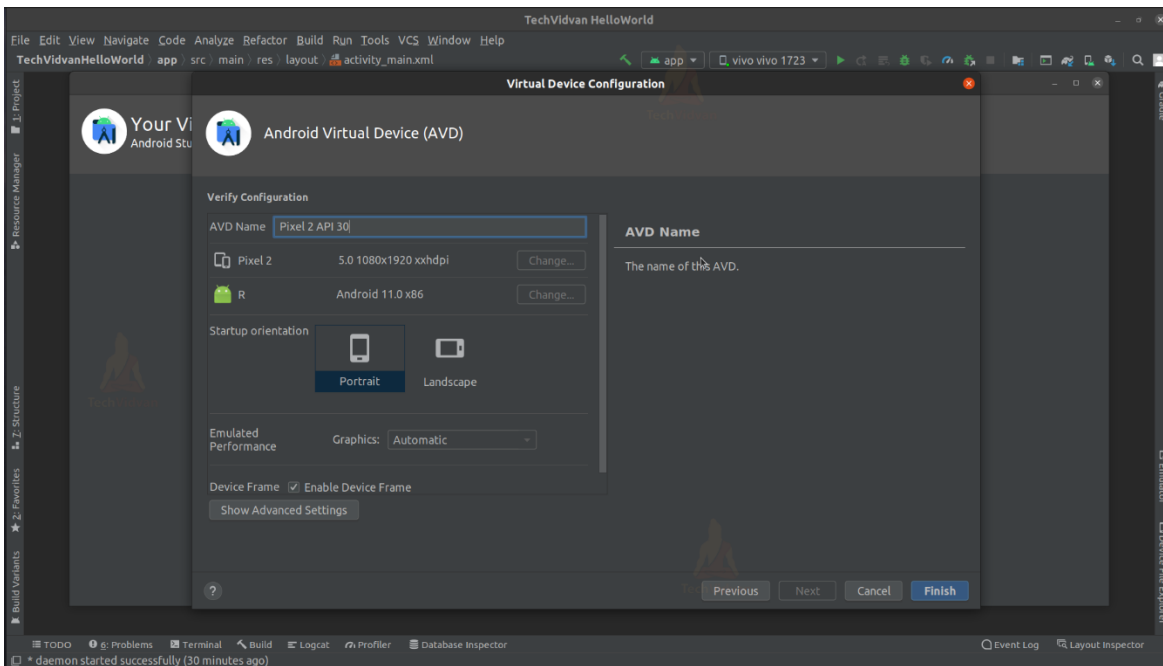 TechVidvan HelloWorld
File Edit View Navigate Code Analyze Refactor Build Run Tools VCS Window Help
TechVidvanHelloWorld app src main res layout activity_main.xml app vivo vivo 1723
Virtual Device Configuration
1: Project
Resource Manager
Z: Structure
2: Favorites
Build Variants
Your Vi
Android Stu
Android Virtual Device (AVD)
Verify Configuration
AVD Name Pixel 2 API 30
Pixel 2 5.0 1080x1920 xxhdpi Change...
R Android 11.0 x86 Change...
Startup orientation
Portrait Landscape
Emulated
Performance Graphics: Automatic
Device Frame Enable Device Frame
Show Advanced Settings
AVD Name
The name of this AVD.
?
Previous Next Cancel Finish
Gradle
Emulator
Device File Explorer
TODO 6: Problems Terminal Build Logcat Profiler Database Inspector Event Log Layout Inspector
* daemon started successfully (30 minutes ago)